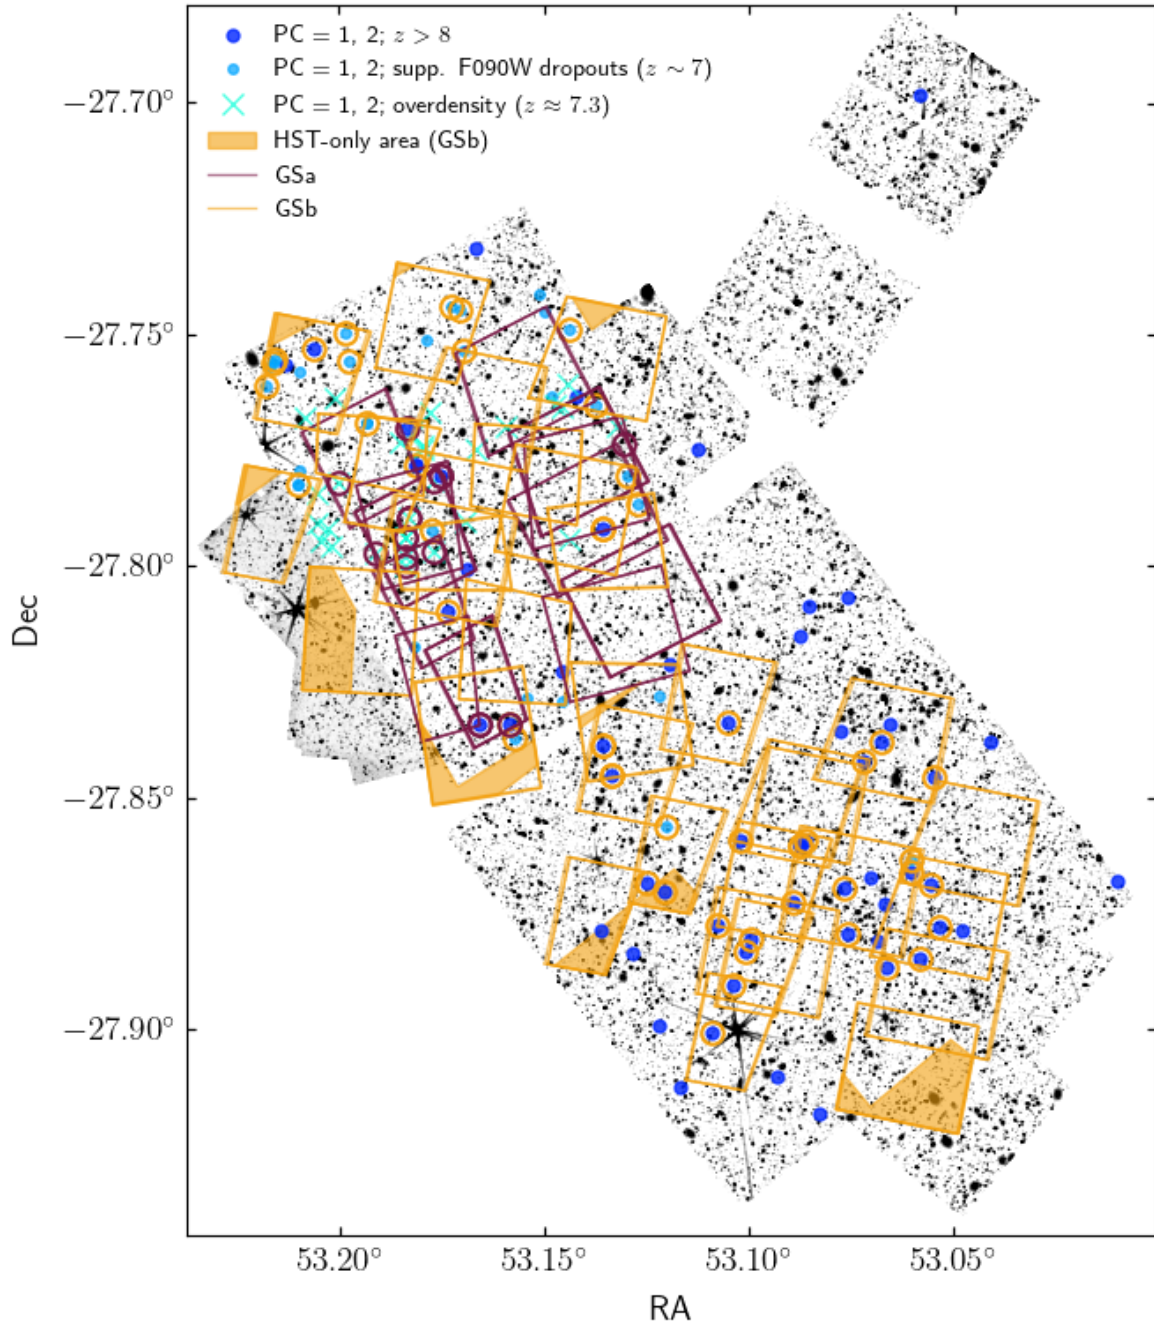 PC = 1, 2; z > 8
PC = 1, 2; supp. F090W dropouts (z ∼ 7)
PC = 1, 2; overdensity (z ≈ 7.3)
HST-only area (GSb)
GSa
GSb
−27.70°
−27.75°
−27.80°
−27.85°
−27.90°
Dec
53.20° 53.15° 53.10° 53.05°
RA